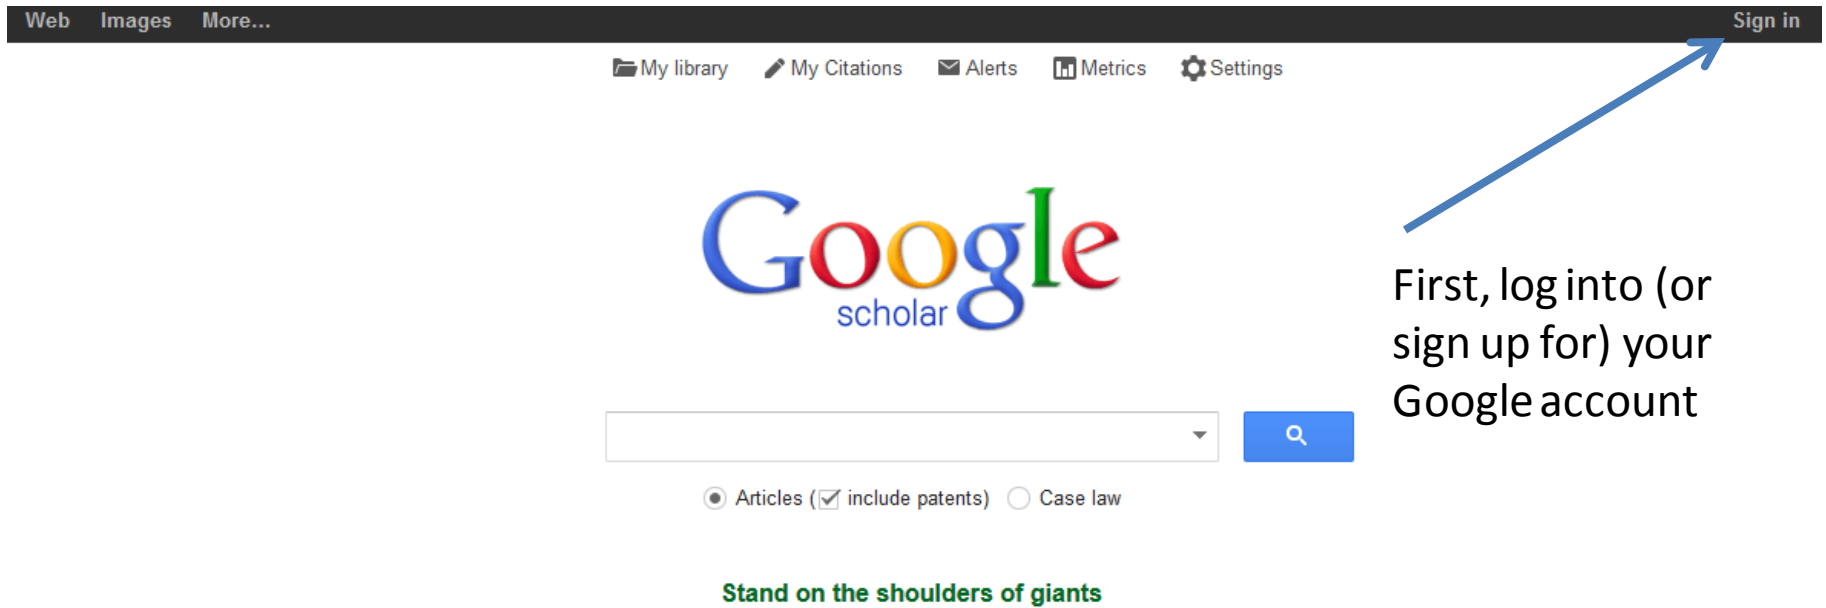 Web Images More... Sign in
My library My Citations Alerts Metrics Settings
Google
scholar
First, log into (or
sign up for) your
Google account
Articles ( include patents) Case law
Stand on the shoulders of giants